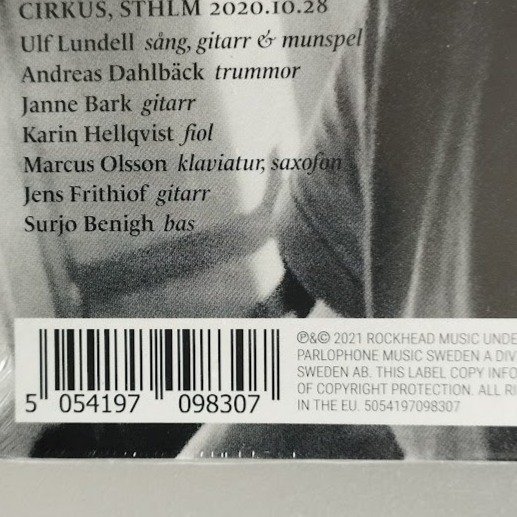 CIRKUS, STHLM 2020.10.28
Ulf Lundell sång, gitarr & munspel
Andreas Dahlbäck trummor
Janne Bark gitarr
Karin Hellqvist fiol
Marcus Olsson klaviatur, saxofon
Jens Frithiof gitarr
Surjo Benigh bas
℗&© 2021 ROCKHEAD MUSIC UNDE
PARLOPHONE MUSIC SWEDEN A DIV
SWEDEN AB. THIS LABEL COPY INFO
OF COPYRIGHT PROTECTION. ALL RI
IN THE EU. 5054197098307
5 054197 098307